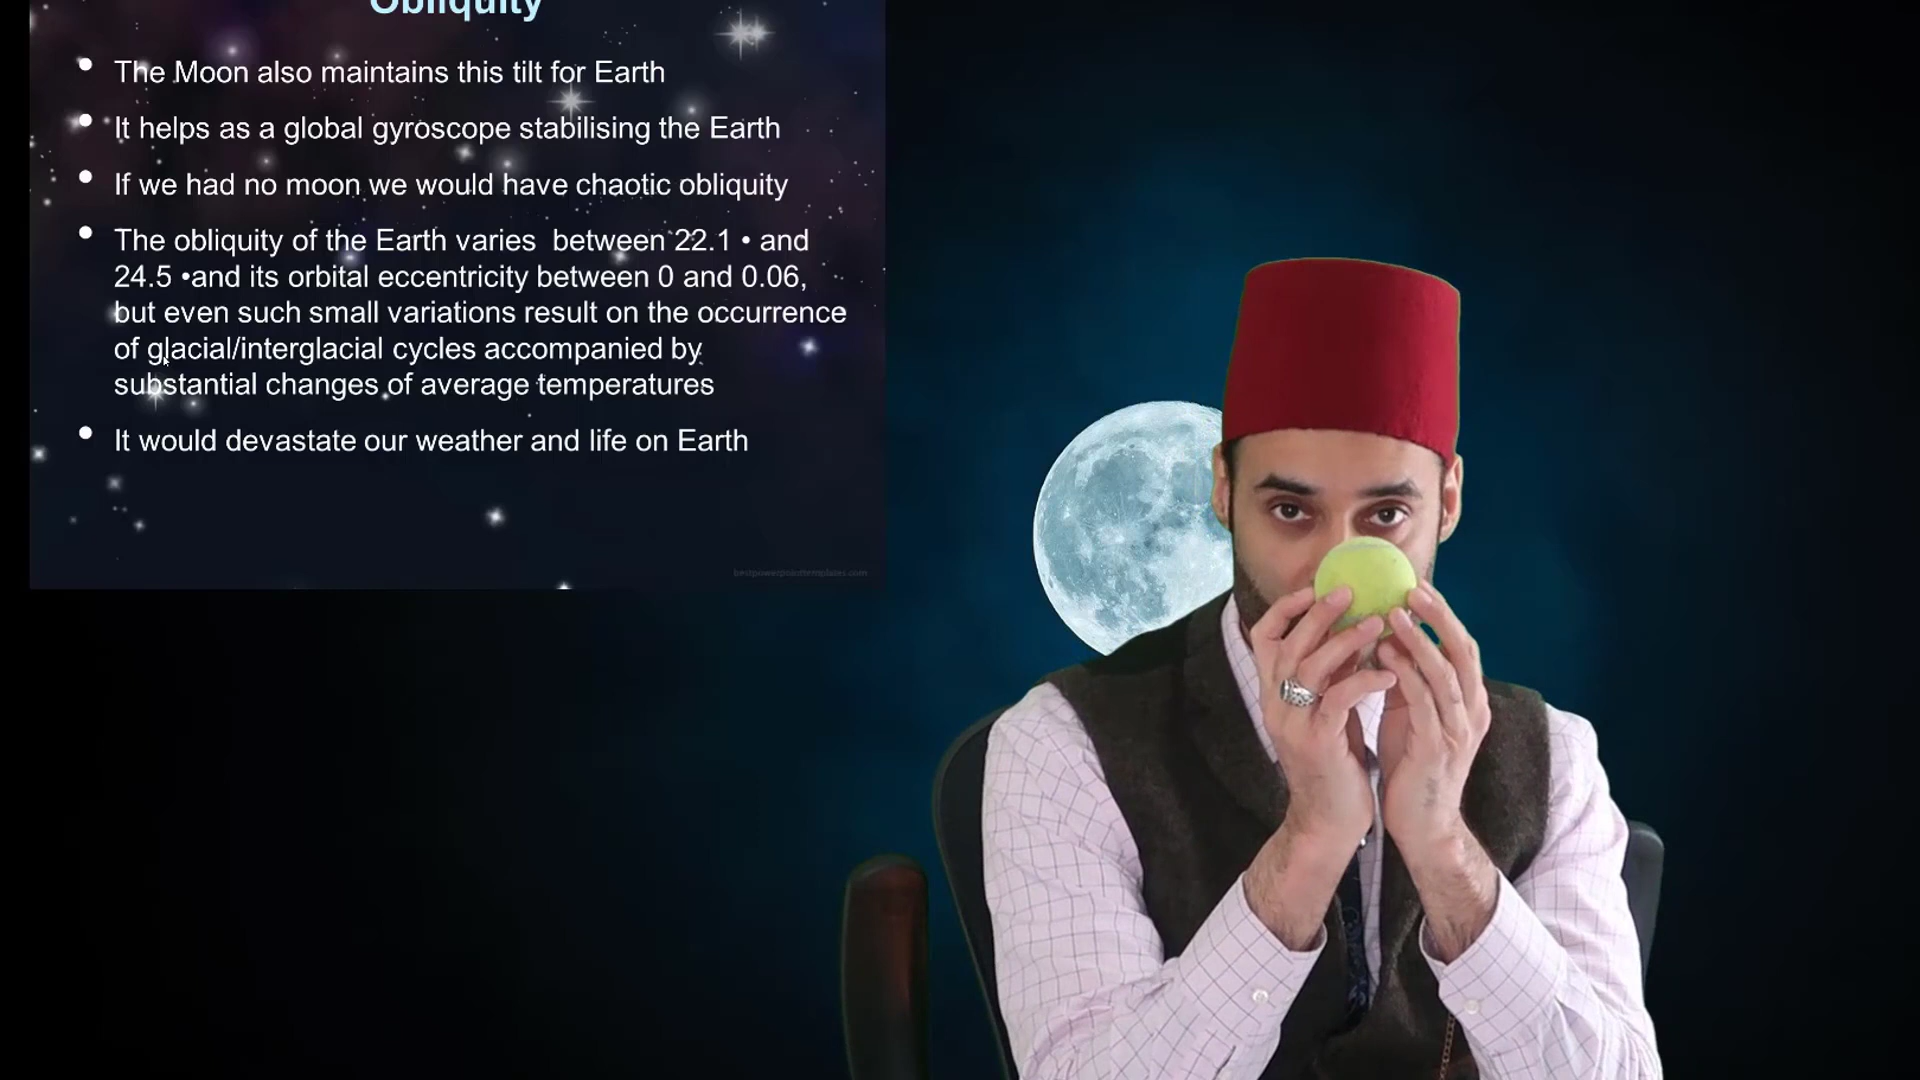 Obliquity
• The Moon also maintains this tilt for Earth
• It helps as a global gyroscope stabilising the Earth
• If we had no moon we would have chaotic obliquity
• The obliquity of the Earth varies  between 22.1 • and
24.5 •and its orbital eccentricity between 0 and 0.06,
but even such small variations result on the occurrence
of glacial/interglacial cycles accompanied by
substantial changes of average temperatures
• It would devastate our weather and life on Earth
bestpowerpointtemplates.com